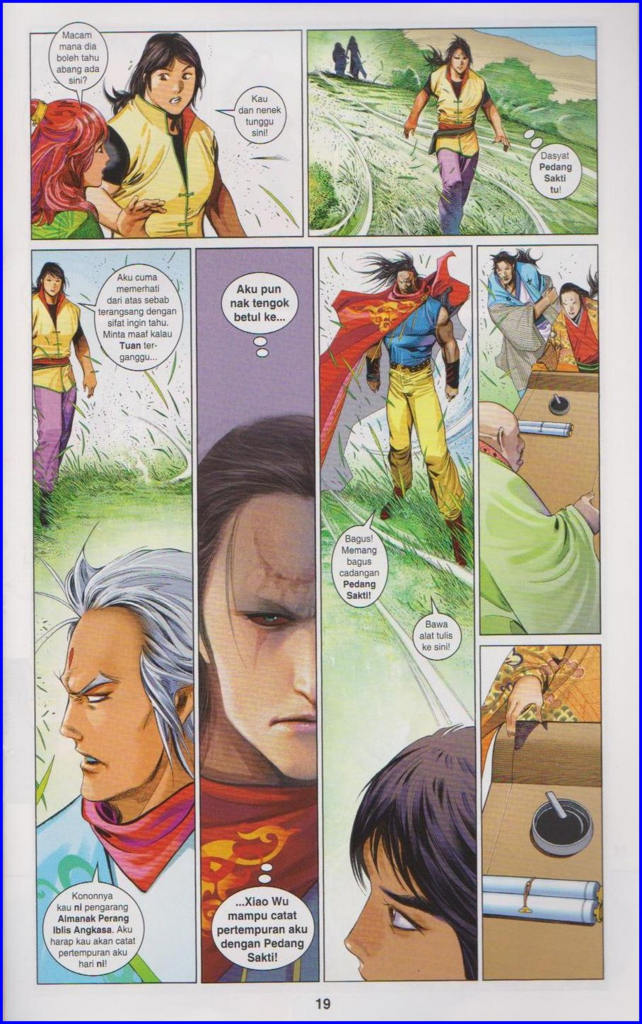 Macam
mana dia
boleh tahu
abang ada
sini?
Kau
dan nenek
tunggu
sini!
Dasyat
Pedang
Sakti
tu!
Aku cuma
memerhati
dari atas sebab
terangsang dengan
sifat ingin tahu.
Minta maaf kalau
Tuan ter-
ganggu...
Kononnya
kau ni pengarang
Almanak Perang
Iblis Angkasa. Aku
harap kau akan catat
pertempuran aku
hari ni!
Aku pun
nak tengok
betul ke...
...Xiao Wu
mampu catat
pertempuran aku
dengan Pedang
Sakti!
Bagus!
Memang
bagus
cadangan
Pedang
Sakti!
Bawa
alat tulis
ke sini!
19